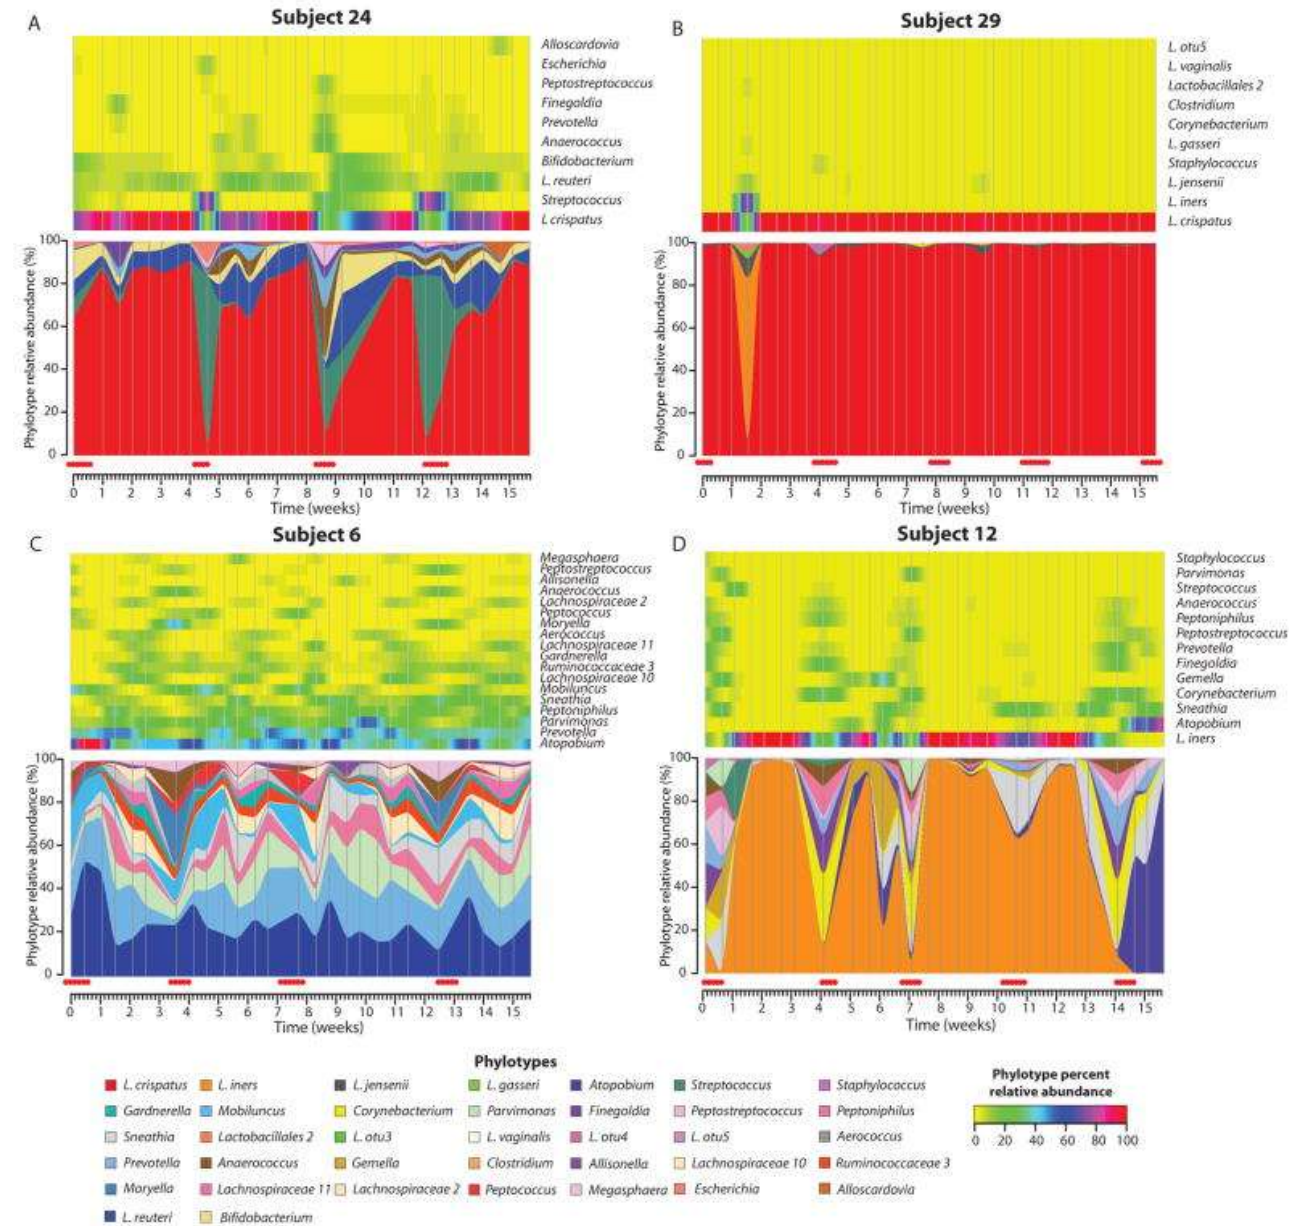 A
Subject 24
Alloscardovia
Escherichia
Peptostreptococcus
Finegoldia
Prevotella
Anaerococcus
Bifidobacterium
L. reuteri
Streptococcus
L crispatus
Phylotype relative abundance (%)
100
80
60
40
20
0
0 1 2 3 4 5 6 7 8 9 10 11 12 13 14 15
Time (weeks)
B
Subject 29
L. otu5
L. vaginalis
Lactobacillales 2
Clostridium
Corynebacterium
L. gasseri
Staphylococcus
L. jensenii
L. iners
L. crispatus
Phylotype relative abundance (%)
100
80
60
40
20
0
0 1 2 3 4 5 6 7 8 9 10 11 12 13 14 15
Time (weeks)
C
Subject 6
Megasphaera
Peptostreptococcus
Allisonella
Anaerococcus
Lachnospiraceae 2
Peptococcus
Moryella
Aerococcus
Lachnospiraceae 11
Gardnerella
Ruminococcaceae 3
Lachnospiraceae 10
Mobiluncus
Sneathia
Peptoniphilus
Parvimonas
Prevotella
Atopobium
Phylotype relative abundance (%)
100
80
60
40
20
0
0 1 2 3 4 5 6 7 8 9 10 11 12 13 14 15
Time (weeks)
D
Subject 12
Staphylococcus
Parvimonas
Streptococcus
Anaerococcus
Peptoniphilus
Peptostreptococcus
Prevotella
Finegoldia
Gemella
Corynebacterium
Sneathia
Atopobium
L. iners
Phylotype relative abundance (%)
100
80
60
40
20
0
0 1 2 3 4 5 6 7 8 9 10 11 12 13 14 15
Time (weeks)
Phylotypes
L. crispatus L. iners L. jensenii L. gasseri Atopobium Streptococcus Staphylococcus
Gardnerella Mobiluncus Corynebacterium Parvimonas Finegoldia Peptostreptococcus Peptoniphilus
Sneathia Lactobacillales 2 L. otu3 L. vaginalis L. otu4 L. otu5 Aerococcus
Prevotella Anaerococcus Gemella Clostridium Allisonella Lachnospiraceae 10 Ruminococcaceae 3
Moryella Lachnospiraceae 11 Lachnospiraceae 2 Peptococcus Megasphaera Escherichia Alloscardovia
L. reuteri Bifidobacterium
Phylotype percent
relative abundance
0 20 40 60 80 100